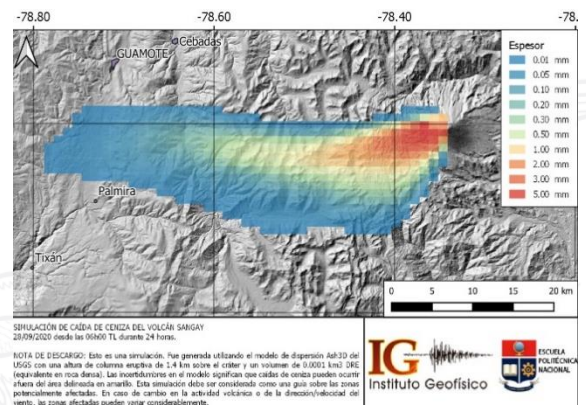 -78.80 -78.60 -78.40 -78.
Cebadas
GUAMOTE
Palmira
Tixán
Espesor
0.01 mm
0.05 mm
0.10 mm
0.20 mm
0.30 mm
0.50 mm
1.00 mm
2.00 mm
3.00 mm
5.00 mm
0 5 10 15 20 km
SIMULACIÓN DE CAÍDA DE CENIZA DEL VOLCÁN SANGAY
28/09/2020 desde las 06h00 TL durante 24 horas.
NOTA DE DESCARGO: Esto es una simulación. Fue generada utilizando el modelo de dispersión Ash3D del
USGS con una altura de columna eruptiva de 1,4 km sobre el cráter y un volumen de 0.0001 km3 DRE
(equivalente en roca densa). Las incertidumbres en el modelo significan que caídas de ceniza pueden ocurrir
afuera del área delineada en amarillo. Esta simulación debe ser considerada como una guía sobre las zonas
potencialmente afectadas. En caso de cambio en la actividad volcánica o de la dirección/velocidad del
viento, las zonas afectadas pueden variar considerablemente.
IG
Instituto Geofísico
ESCUELA
POLITÉCNICA
NACIONAL